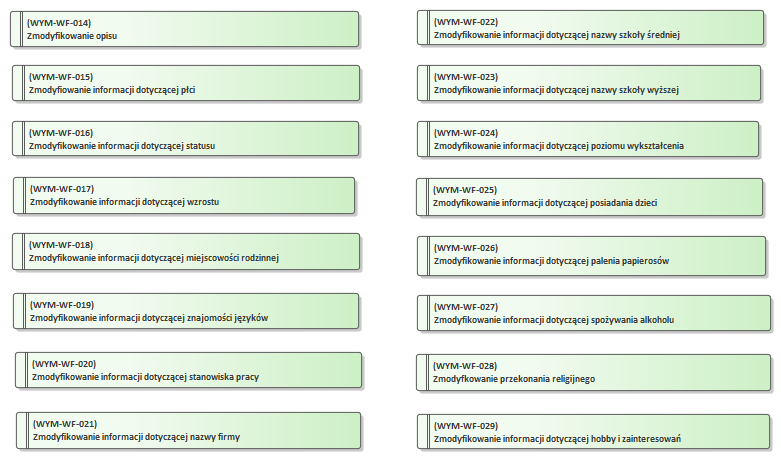 (WYM-WF-014)
Zmodyfikowanie opisu
(WYM-WF-015)
Zmodyfiowanie informacji dotyczącej płci
(WYM-WF-016)
Zmodyfikowanie informacji dotyczącej statusu
(WYM-WF-017)
Zmodyfikowanie informacji dotyczącej wzrostu
(WYM-WF-018)
Zmodyfikowanie informacji dotyczącej miejscowości rodzinnej
(WYM-WF-019)
Zmodyfikowanie informacji dotyczącej znajomości języków
(WYM-WF-020)
Zmodyfikowanie informacji dotyczącej stanowiska pracy
(WYM-WF-021)
Zmodyfikowanie informacji dotyczącej nazwy firmy
(WYM-WF-022)
Zmodyfikowanie informacji dotyczącej nazwy szkoły średniej
(WYM-WF-023)
Zmodyfikowanie informacji dotyczącej nazwy szkoły wyższej
(WYM-WF-024)
Zmodyfikowanie informacji dotyczącej poziomu wykształcenia
(WYM-WF-025)
Zmodyfikowanie informacji dotyczącej posiadania dzieci
(WYM-WF-026)
Zmodyfikowanie informacji dotyczącej palenia papierosów
(WYM-WF-027)
Zmodyfikowanie informacji dotyczącej spożywania alkoholu
(WYM-WF-028)
Zmodyfkowanie przekonania religijnego
(WYM-WF-029)
Zmodyfikowanie informacji dotyczącej hobby i zainteresowań